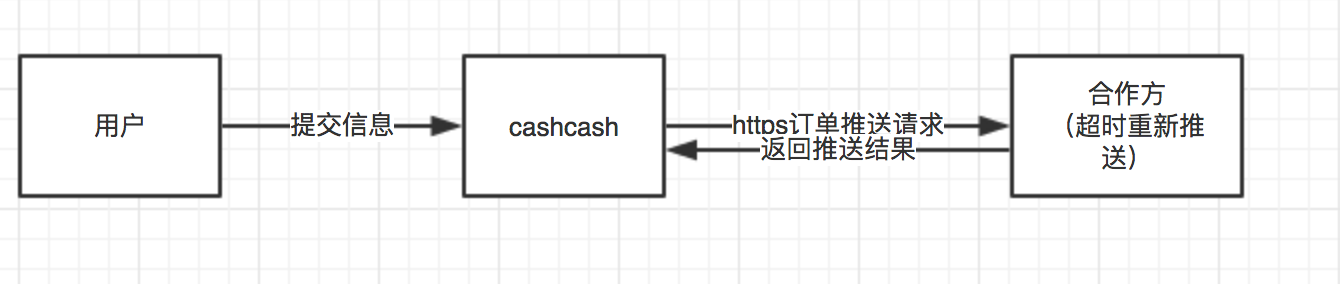 用户
提交信息
cashcash
https订单推送请求
返回推送结果
合作方
（超时重新推
送）